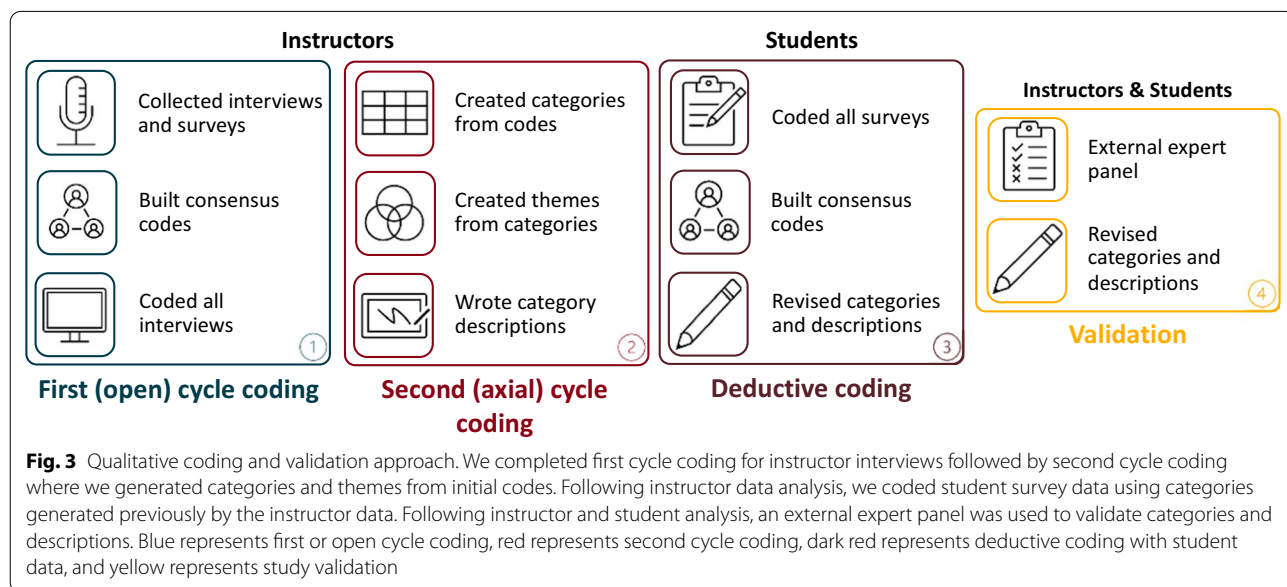 Instructors
Collected interviews
and surveys
Built consensus
codes
Coded all
interviews
1
First (open) cycle coding
Created categories
from codes
Created themes
from categories
Wrote category
descriptions
2
Second (axial) cycle
coding
Students
Coded all surveys
Built consensus
codes
Revised categories
and descriptions
3
Deductive coding
Instructors & Students
External expert
panel
Revised
categories and
descriptions
4
Validation
Fig. 3 Qualitative coding and validation approach. We completed first cycle coding for instructor interviews followed by second cycle coding
where we generated categories and themes from initial codes. Following instructor data analysis, we coded student survey data using categories
generated previously by the instructor data. Following instructor and student analysis, an external expert panel was used to validate categories and
descriptions. Blue represents first or open cycle coding, red represents second cycle coding, dark red represents deductive coding with student
data, and yellow represents study validation